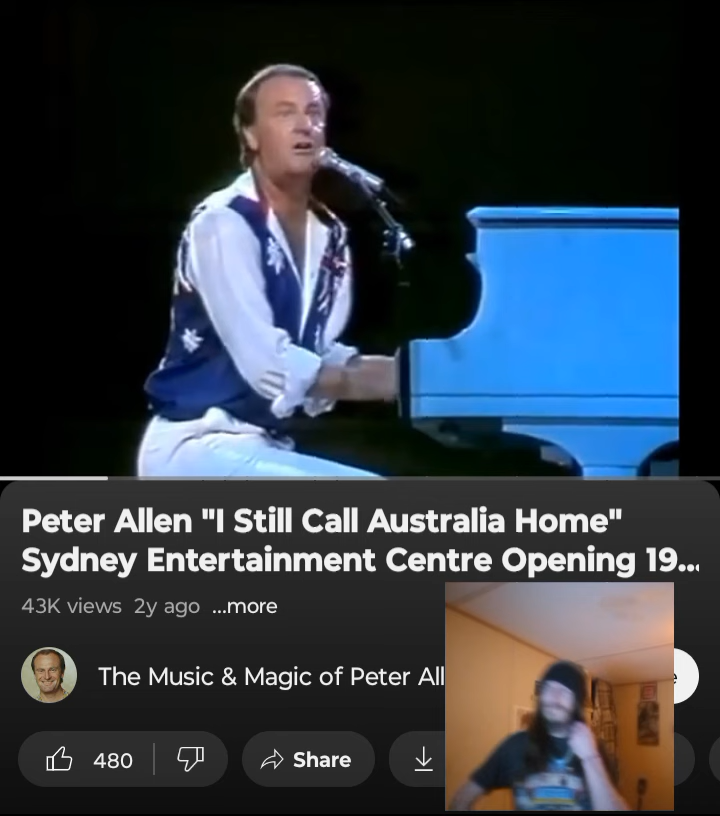 Peter Allen "I Still Call Australia Home"
Sydney Entertainment Centre Opening 19...
43K views 2y ago ...more
The Music & Magic of Peter All
480 Share